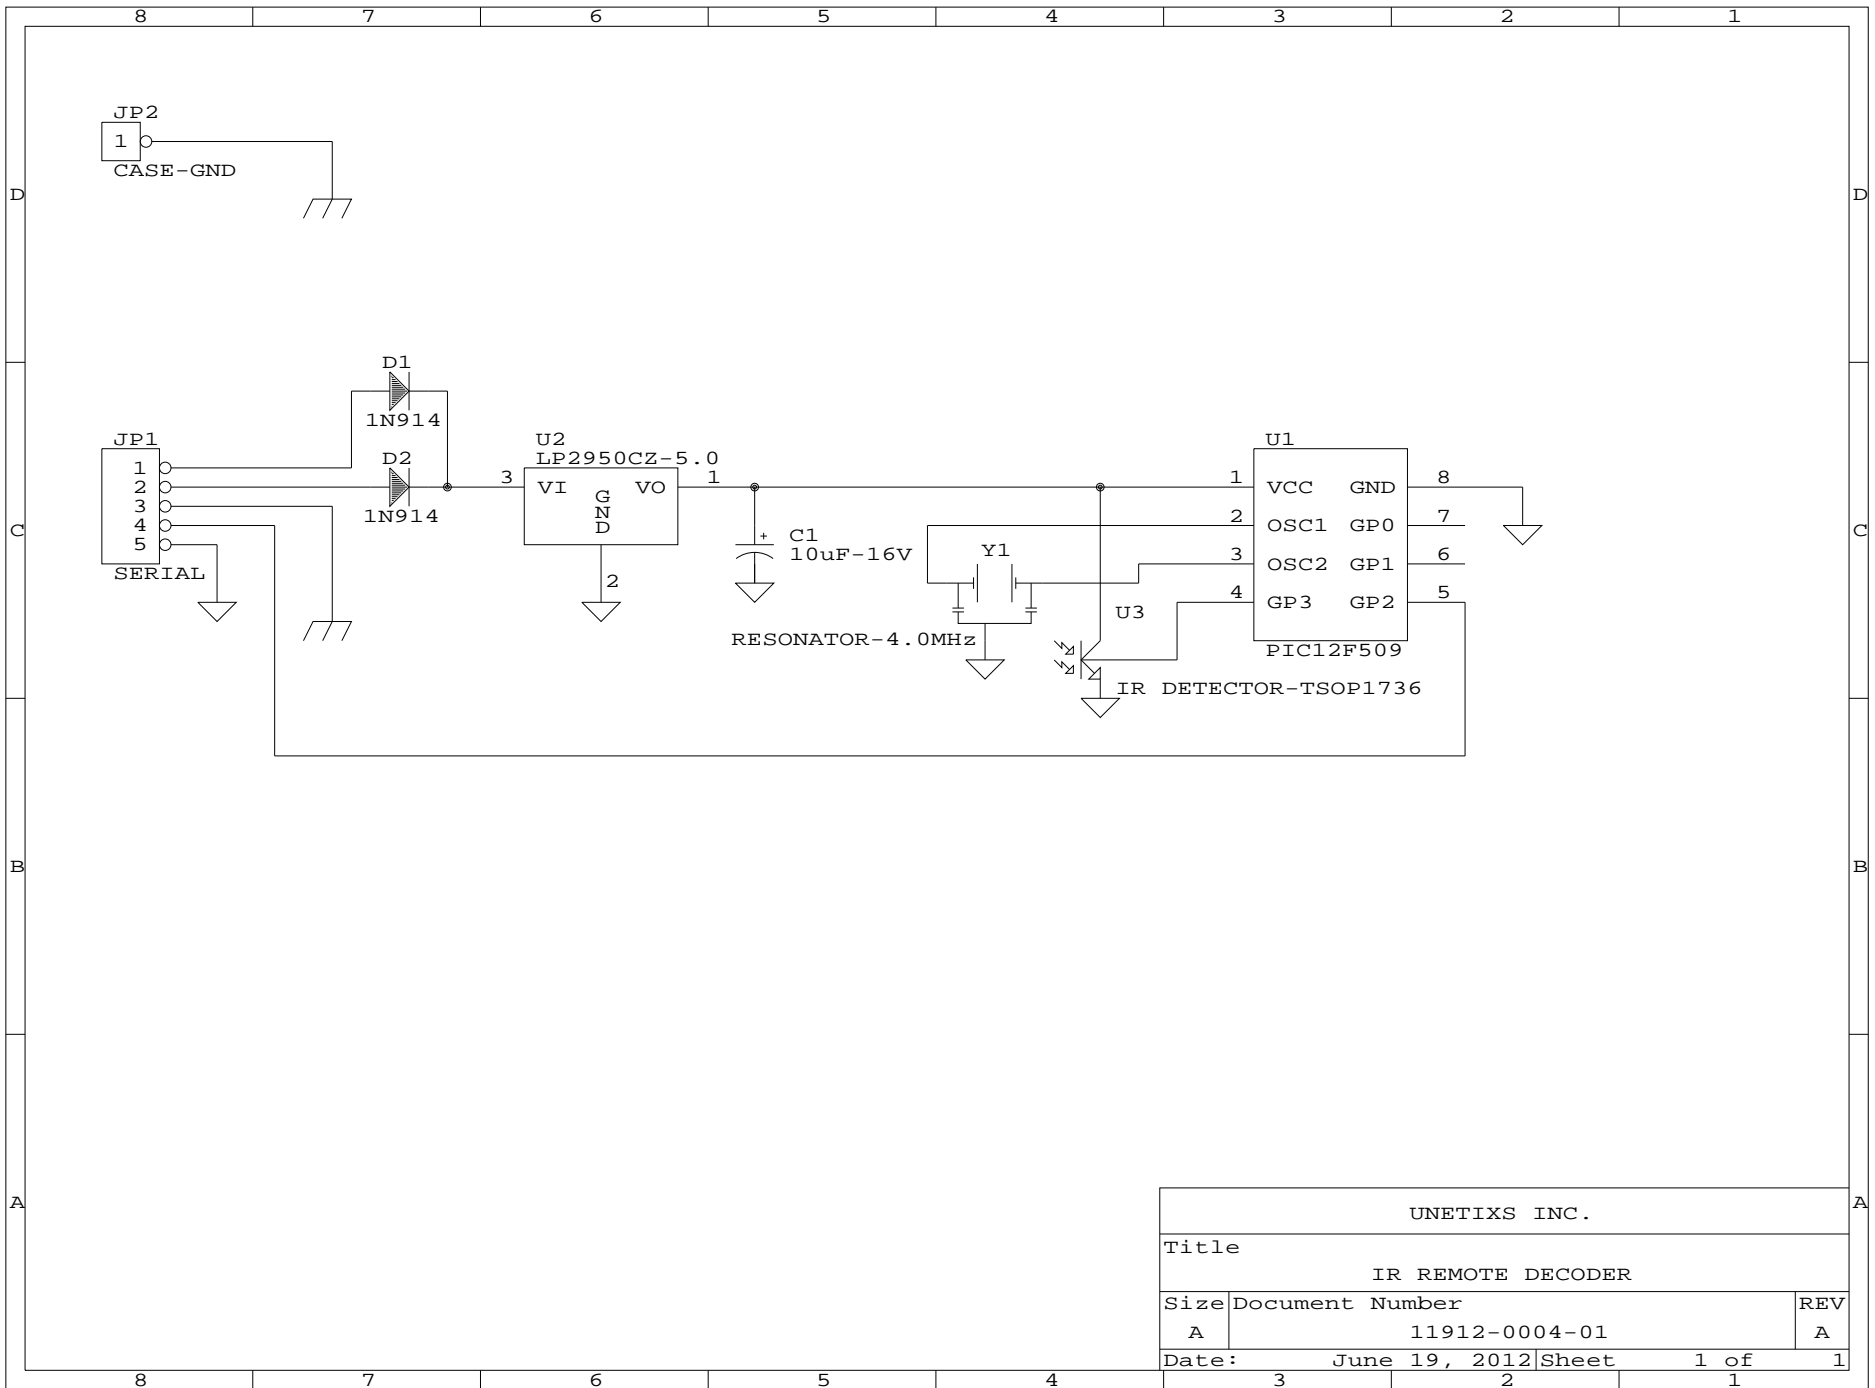 8 7 6 5 4 3 2 1
JP2
1
CASE-GND
D D
D1
1N914
JP1
1
2
3
4
5
SERIAL
D2
1N914
U2
LP2950CZ-5.0
3 VI GND VO 1
2
C1
+
10uF-16V
Y1
RESONATOR-4.0MHz
U3
IR DETECTOR-TSOP1736
U1
1 VCC GND 8
2 OSC1 GP0 7
3 OSC2 GP1 6
4 GP3 GP2 5
PIC12F509
C C
B B
A A
UNETIXS INC.
Title
IR REMOTE DECODER
Size Document Number REV
A 11912-0004-01 A
Date: June 19, 2012 Sheet 1 of 1
8 7 6 5 4 3 2 1